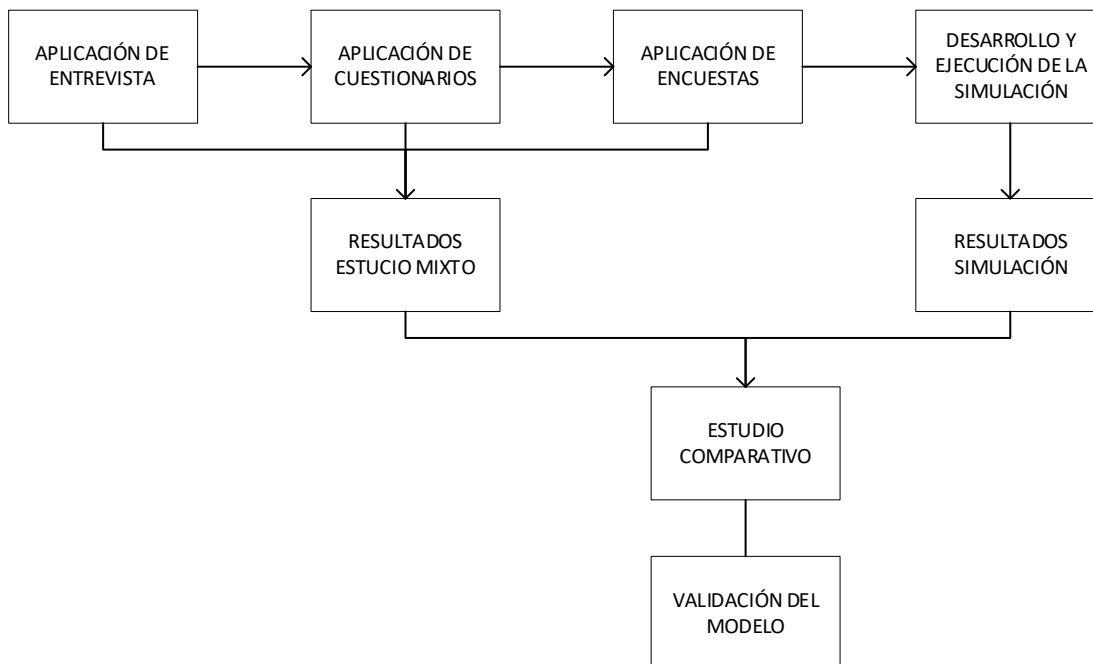 APLICACIÓN DE
ENTREVISTA
APLICACIÓN DE
CUESTIONARIOS
APLICACIÓN DE
ENCUESTAS
DESARROLLO Y
EJECUCIÓN DE LA
SIMULACIÓN
RESULTADOS
ESTUCIO MIXTO
RESULTADOS
SIMULACIÓN
ESTUDIO
COMPARATIVO
VALIDACIÓN DEL
MODELO